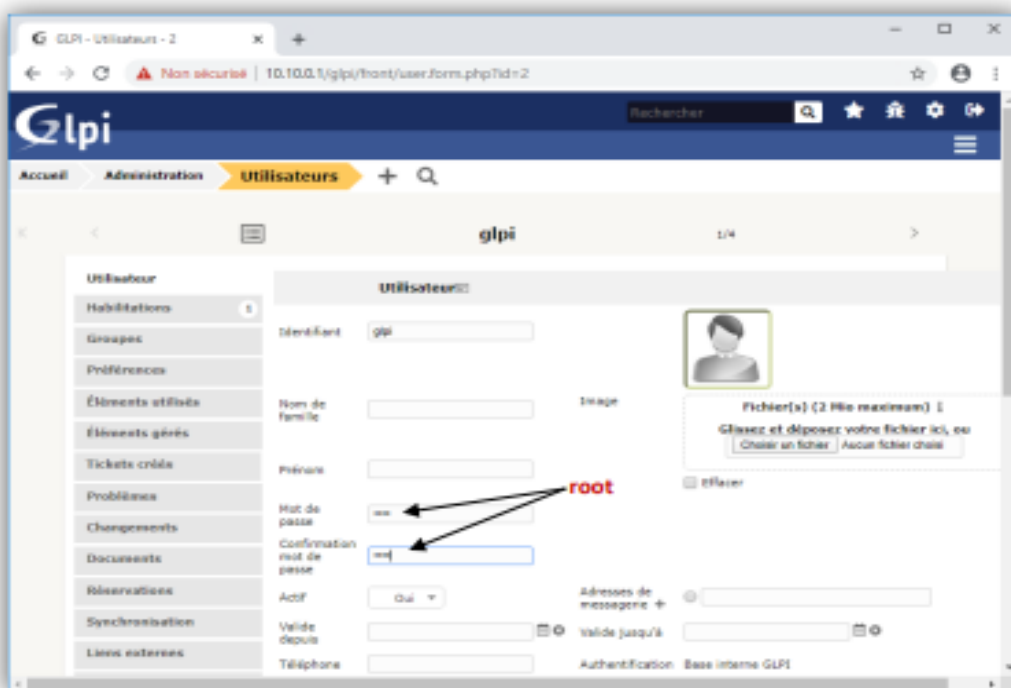 GLPI - Utilisateurs - 2
Non sécurisé | 10.10.0.1/glpi/front/user.form.php?id=2
Glpi
Rechercher
Accueil Administration Utilisateurs
glpi 1/4
Utilisateur
Habilitations 1
Groupes
Préférences
Éléments utilisés
Éléments gérés
Tickets créés
Problèmes
Changements
Documents
Réservations
Synchronisation
Liens externes
Utilisateur
Identifiant glpi
Nom de famille
Image
Fichier(s) (2 Mio maximum)
Glissez et déposez votre fichier ici, ou
Choisir un fichier Aucun fichier choisi
Prénom
Effacer
root
Mot de passe
Confirmation mot de passe
Actif Oui
Adresses de messagerie +
Valide depuis
Valide jusqu'à
Téléphone
Authentification Base interne GLPI